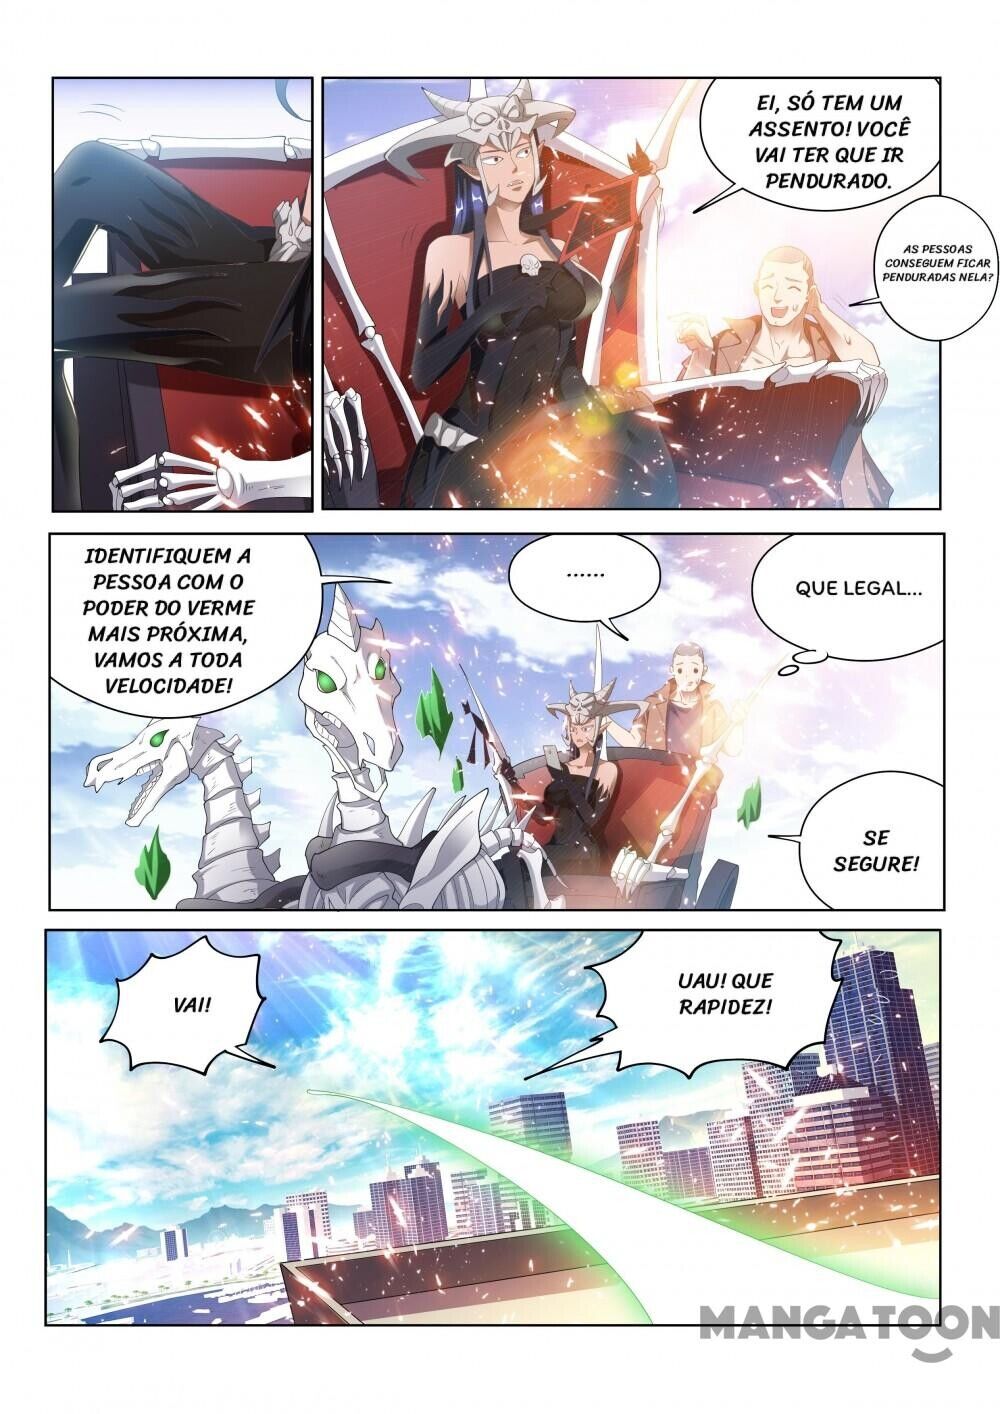 EI, SÓ TEM UM
ASSENTO! VOCÊ
VAI TER QUE IR
PENDURADO.
AS PESSOAS
CONSEGUEM FICAR
PENDURADAS NELA?
IDENTIFIQUEM A
PESSOA COM O
PODER DO VERME
MAIS PRÓXIMA,
VAMOS A TODA
VELOCIDADE!
......
QUE LEGAL...
SE
SEGURE!
VAI!
UAU! QUE
RAPIDEZ!
MANGATOON